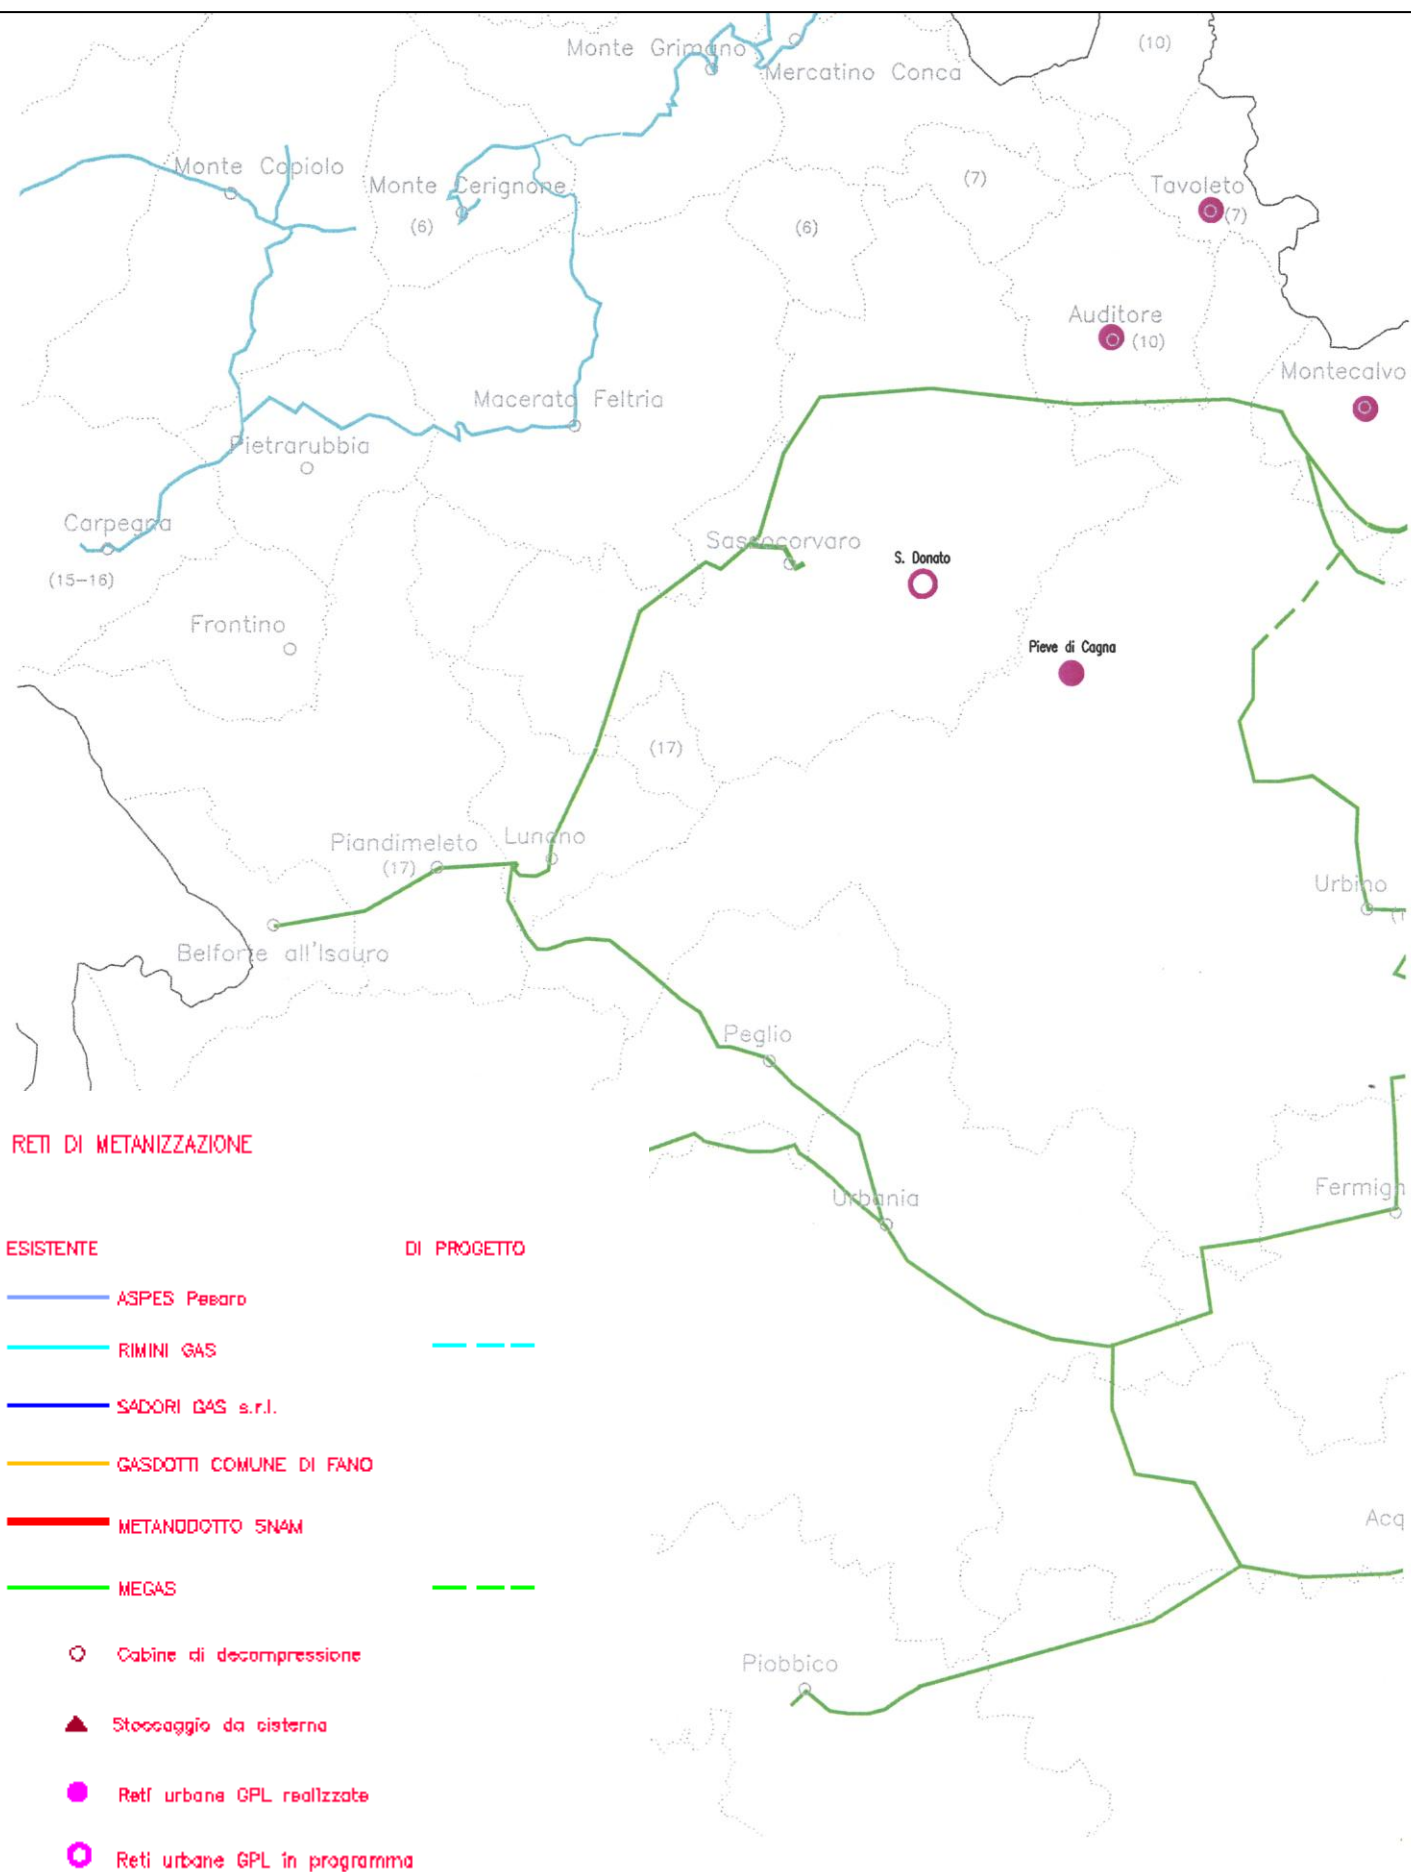 (10)
Monte Grimano
Mercatino Conca
Monte Copiolo
Monte Cerignone
(6)
(6)
(7)
Tavoleto
(7)
Auditore
(10)
Montecalvo
Macerata Feltria
Pietrarubbia
Carpegna
(15-16)
Sassocorvaro
S. Donato
Frontino
Pieve di Cagna
(17)
Piandimeleto
(17)
Lunano
Urbino
Belforte all'Isauro
Peglio
RETI DI METANIZZAZIONE
Urbania
Fermign
ESISTENTE
DI PROGETTO
ASPES Pesaro
RIMINI GAS
SADORI GAS s.r.l.
GASDOTTI COMUNE DI FANO
METANODOTTO SNAM
Acq
MEGAS
Cabine di decompressione
Piobbico
Stoccaggio da cisterna
Reti urbane GPL realizzate
Reti urbane GPL in programma